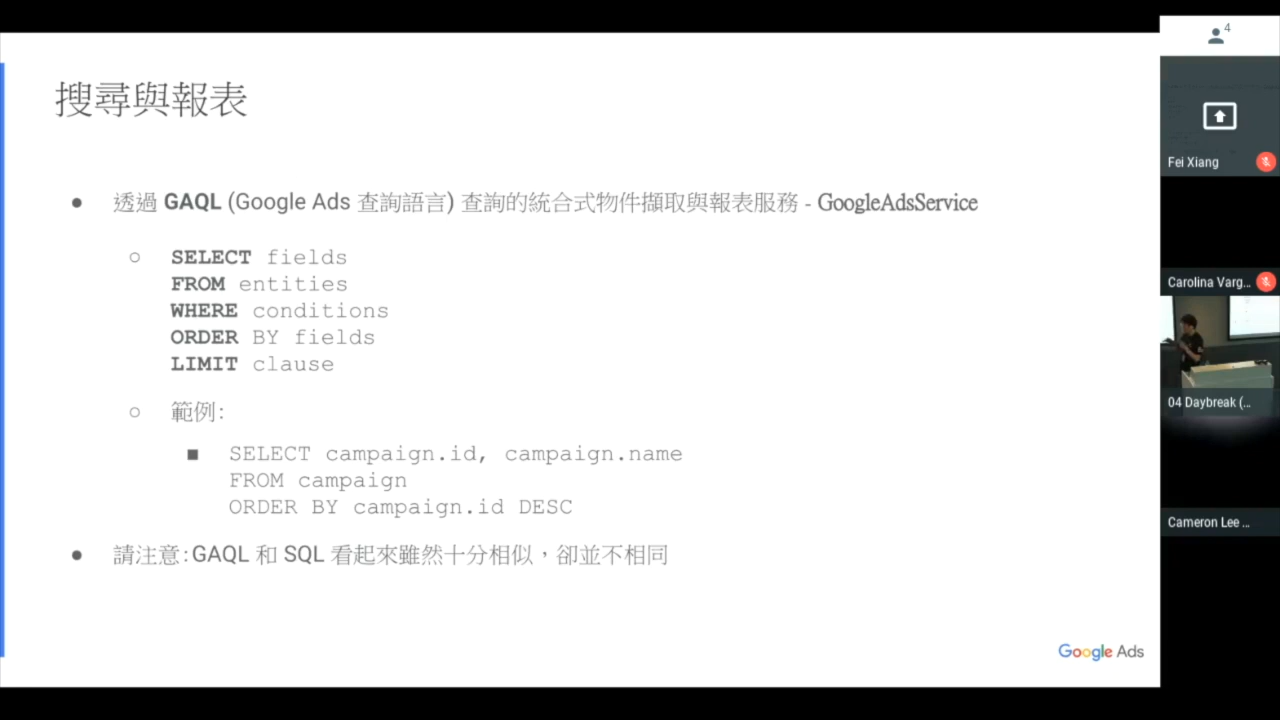 搜尋與報表
● 透過 GAQL (Google Ads 查詢語言) 查詢的統合式物件擷取與報表服務 - GoogleAdsService
○ SELECT fields
FROM entities
WHERE conditions
ORDER BY fields
LIMIT clause
○ 範例:
■ SELECT campaign.id, campaign.name
FROM campaign
ORDER BY campaign.id DESC
● 請注意:GAQL 和 SQL 看起來雖然十分相似，卻並不相同
Google Ads
4
Fei Xiang
Carolina Varg...
04 Daybreak (...
Cameron Lee ...